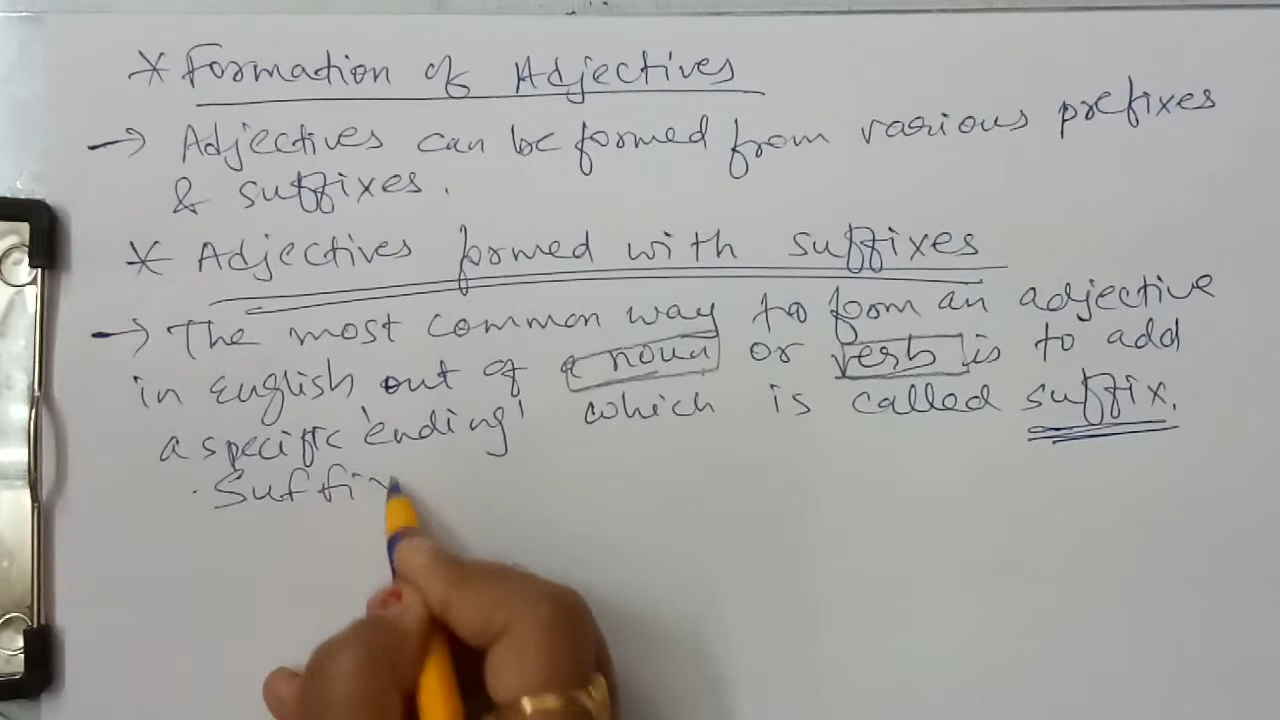 * Formation of Adjectives
→ Adjectives can be formed from various prefixes
& suffixes.
* Adjectives formed with suffixes
→ The most common way to form an adjective
in English out of a noun or verb is to add
a specific 'ending' which is called suffix.
. Suffix